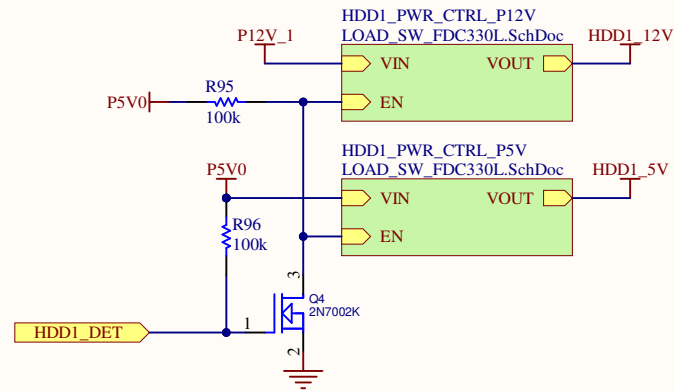 HDD1_PWR_CTRL_P12V
LOAD_SW_FDC330L.SchDoc
P12V_1
HDD1_12V
VIN
VOUT
R95
P5V0
EN
100k
HDD1_PWR_CTRL_P5V
LOAD_SW_FDC330L.SchDoc
P5V0
HDD1_5V
VIN
VOUT
R96
100k
EN
3
Q4
2N7002K
HDD1_DET
1
2